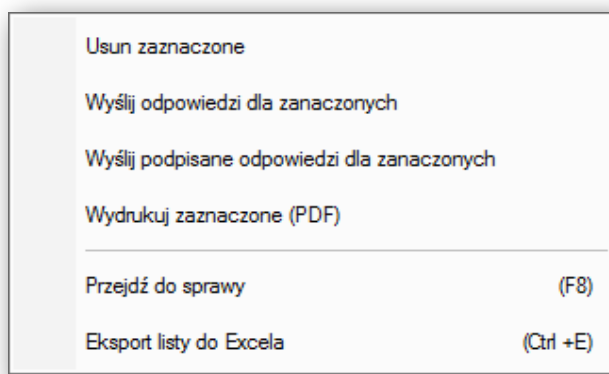 Usun zaznaczone
Wyślij odpowiedzi dla zanaczonych
Wyślij podpisane odpowiedzi dla zanaczonych
Wydrukuj zaznaczone (PDF)
Przejdź do sprawy (F8)
Eksport listy do Excela (Ctrl +E)